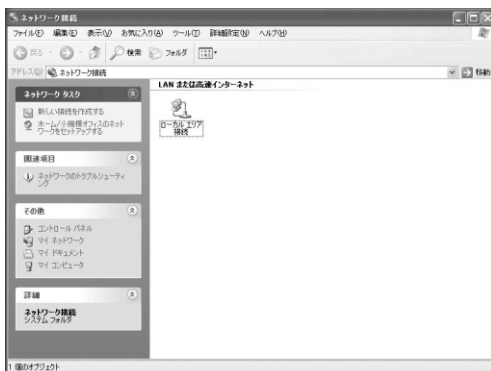 ネットワーク接続
ファイル(F) 編集(E) 表示(V) お気に入り(A) ツール(T) 詳細設定(N) ヘルプ(H)
戻る 検索 フォルダ
アドレス(D) ネットワーク接続 移動
ネットワーク タスク
新しい接続を作成する
ホーム/小規模オフィスのネット
ワークをセットアップする
関連項目
ネットワークのトラブルシューティ
ング
その他
コントロール パネル
マイ ネットワーク
マイ ドキュメント
マイ コンピュータ
詳細
ネットワーク接続
システム フォルダ
LAN または高速インターネット
ローカル エリア
接続
1 個のオブジェクト